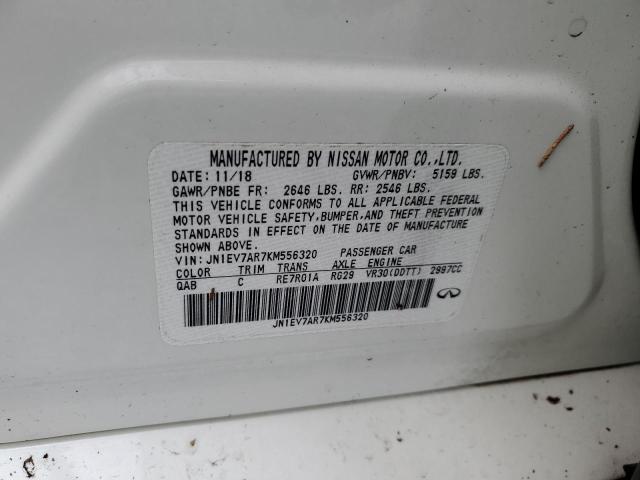 MANUFACTURED BY NISSAN MOTOR CO.,LTD.
DATE: 11/18 GVWR/PNBV: 5159 LBS.
GAWR/PNBE FR: 2646 LBS. RR: 2546 LBS.
THIS VEHICLE CONFORMS TO ALL APPLICABLE FEDERAL
MOTOR VEHICLE SAFETY, BUMPER, AND THEFT PREVENTION
STANDARDS IN EFFECT ON THE DATE OF MANUFACTURE
SHOWN ABOVE.
VIN: JN1EV7AR7KM556320 PASSENGER CAR
COLOR TRIM TRANS AXLE ENGINE
QAB C RE7R01A RG29 VR30(DDTT) 2997CC
JN1EV7AR7KM556320